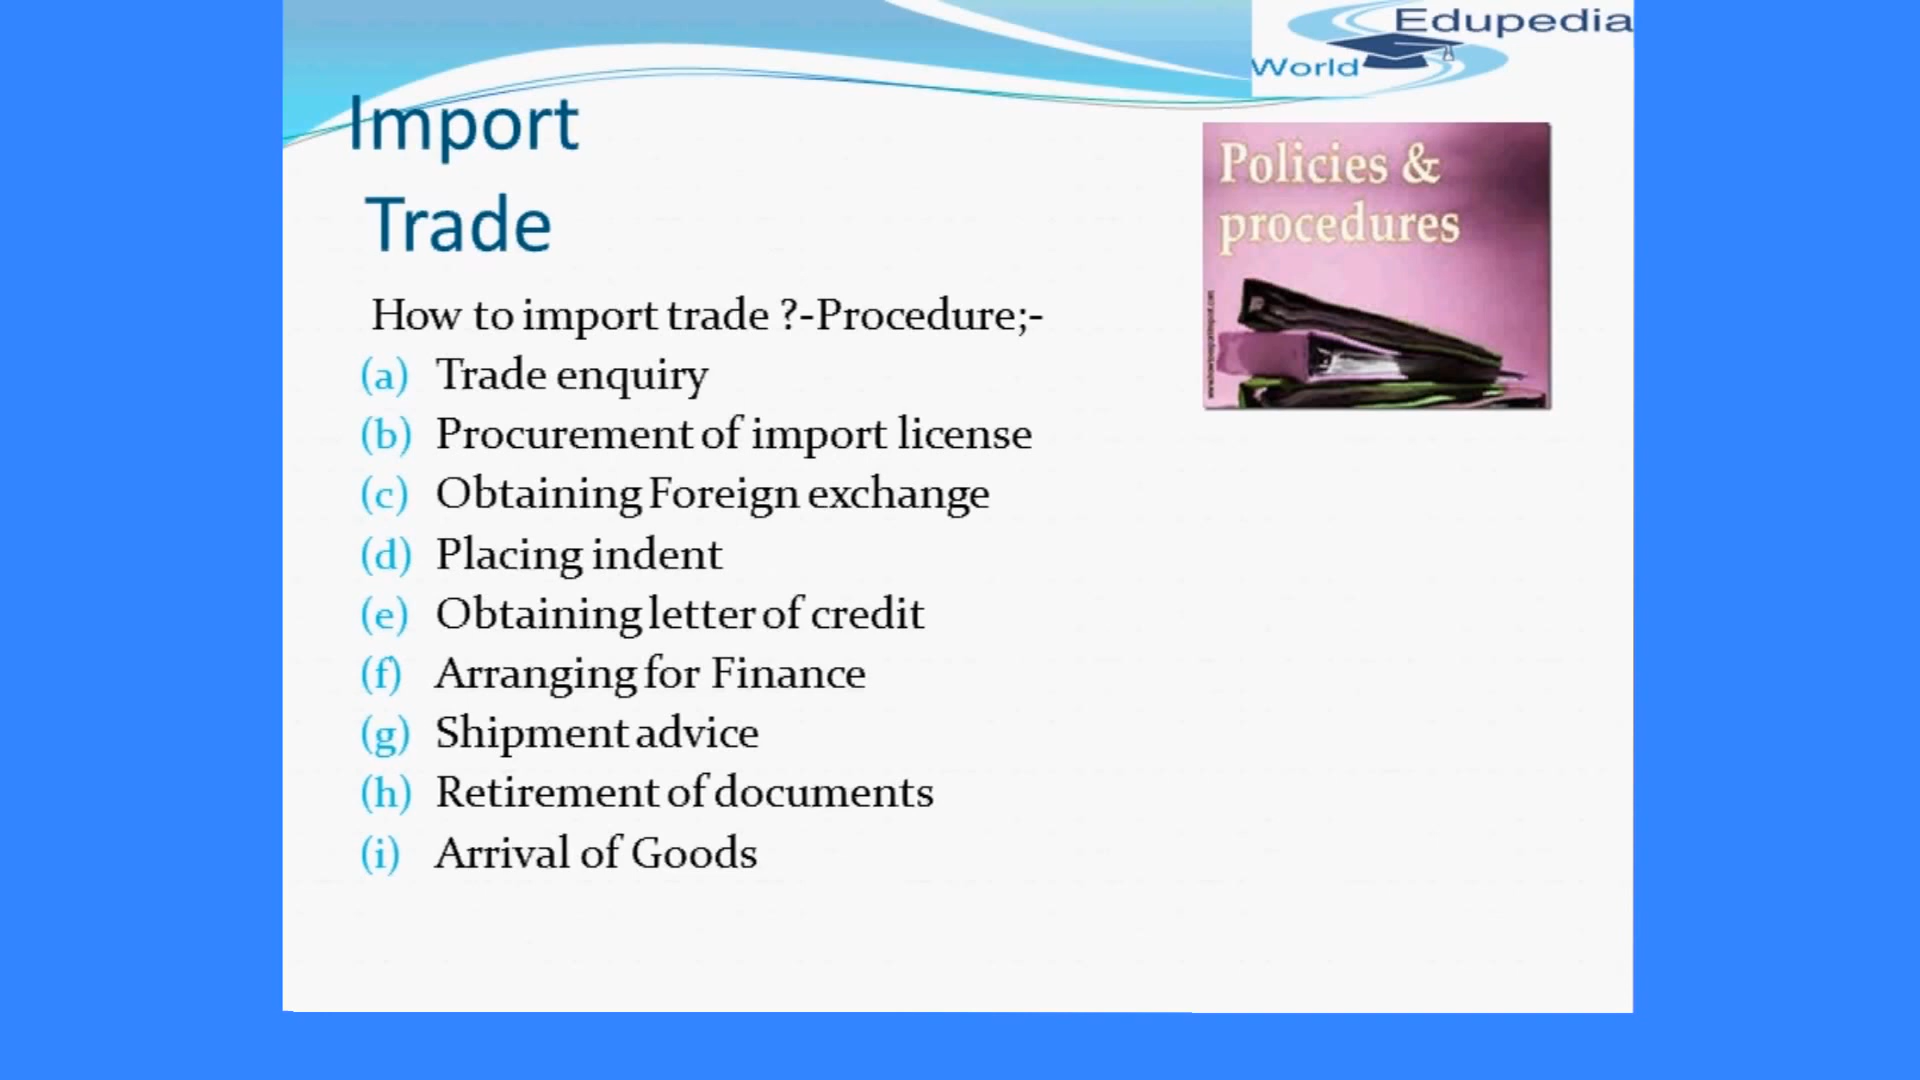 Edupedia
World
Import
Trade
Policies &
procedures
How to import trade ?-Procedure;-
(a) Trade enquiry
(b) Procurement of import license
(c) Obtaining Foreign exchange
(d) Placing indent
(e) Obtaining letter of credit
(f) Arranging for Finance
(g) Shipment advice
(h) Retirement of documents
(i) Arrival of Goods